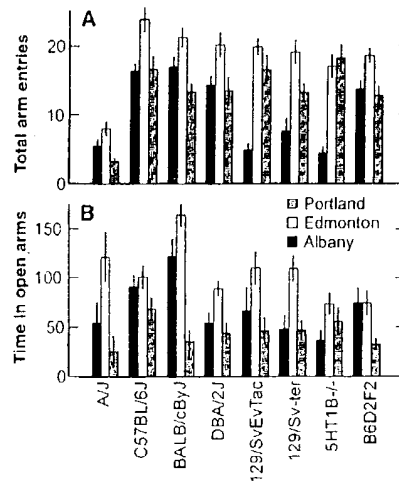 A
Total arm entries
20
10
0
B
Time in open arms
150
100
50
0
Portland
Edmonton
Albany
A/J
C57BL/6J
BALB/cByJ
DBA/2J
129/SvEvTac
129/Sv-ter
5HT1B-/-
B6D2F2